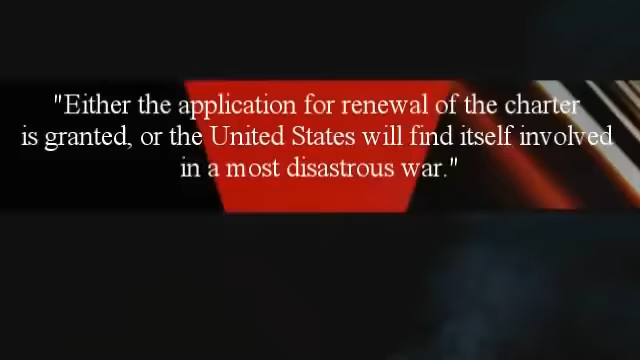 "Either the application for renewal of the charter
is granted, or the United States will find itself involved
in a most disastrous war."